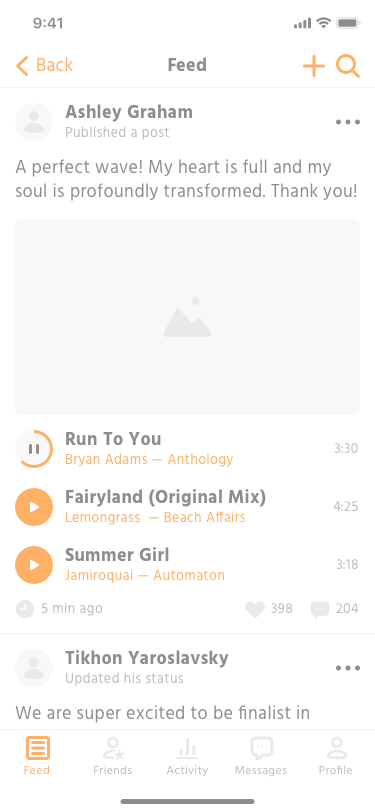 9:41
Back
Feed
Ashley Graham
Published a post
A perfect wave! My heart is full and my
soul is profoundly transformed. Thank you!
Run To You
Bryan Adams — Anthology
3:30
Fairyland (Original Mix)
Lemongrass — Beach Affairs
4:25
Summer Girl
Jamiroquai — Automaton
3:18
5 min ago
398
204
Tikhon Yaroslavsky
Updated his status
We are super excited to be finalist in
Feed
Friends
Activity
Messages
Profile